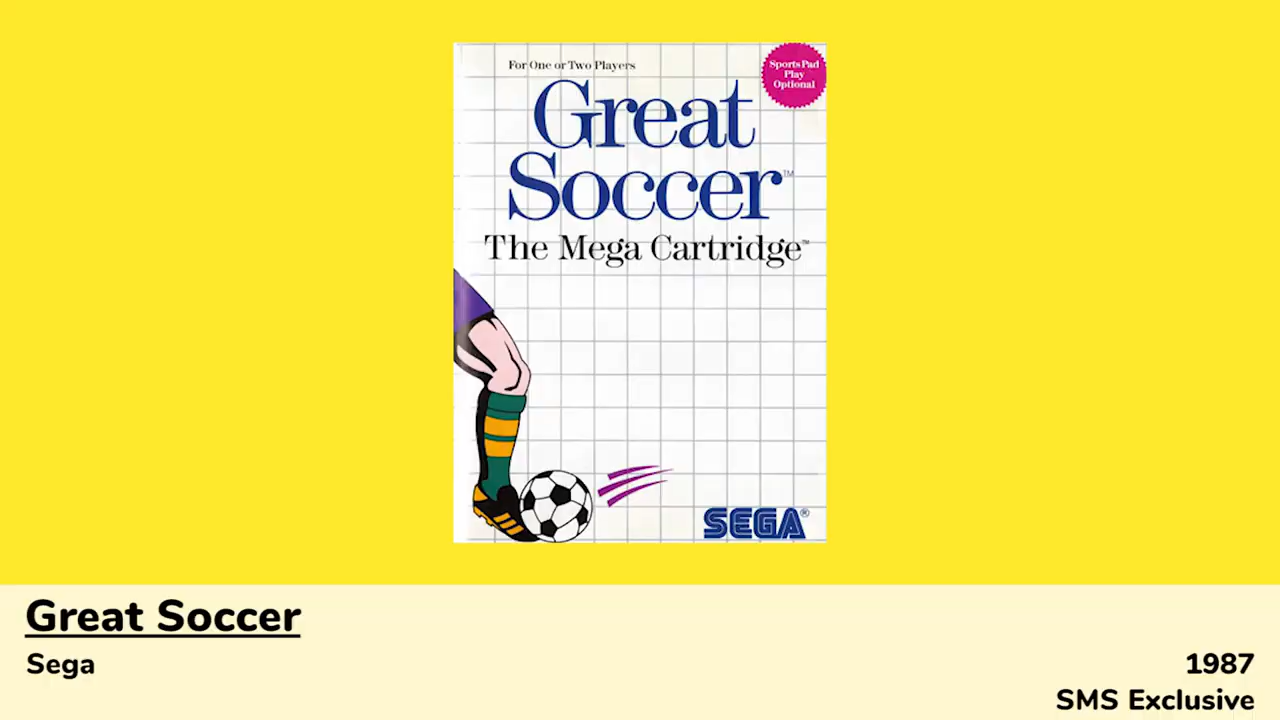 For One or Two Players
Sports Pad
Play
Optional
Great
Soccer™
The Mega Cartridge™
SEGA®
Great Soccer
Sega
1987
SMS Exclusive